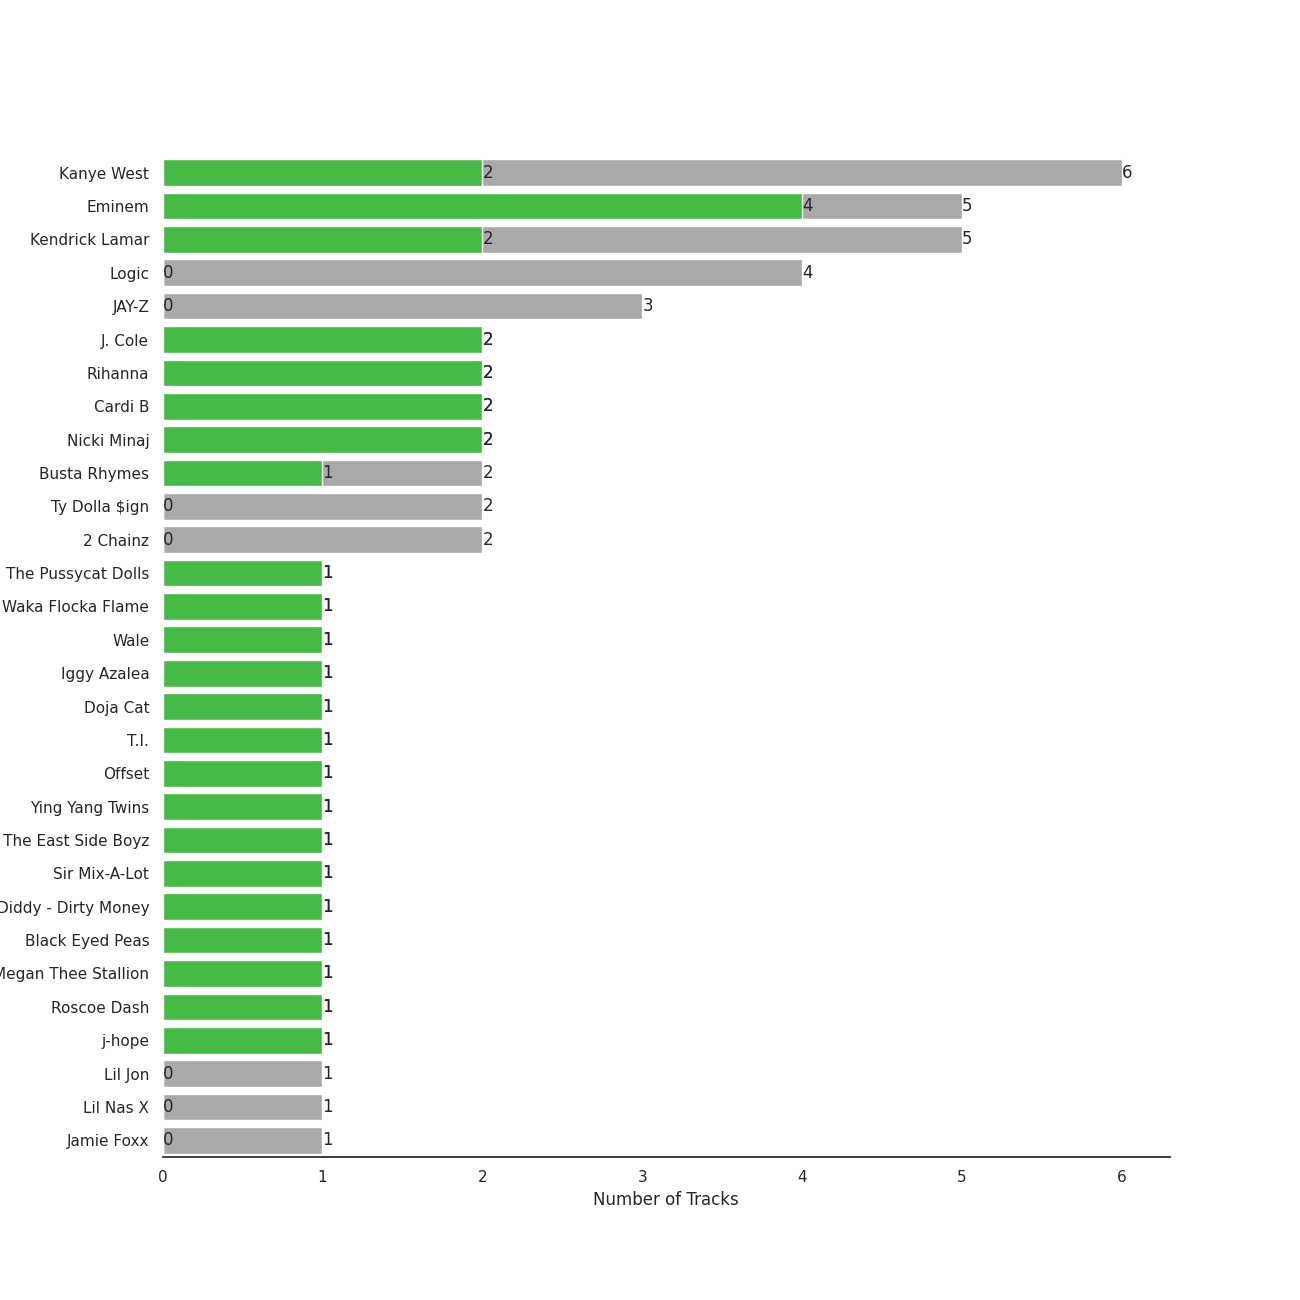 Kanye West 2 6
Eminem 4 5
Kendrick Lamar 2 5
Logic 0 4
JAY-Z 0 3
J. Cole 2
Rihanna 2
Cardi B 2
Nicki Minaj 2
Busta Rhymes 1 2
Ty Dolla $ign 0 2
2 Chainz 0 2
The Pussycat Dolls 1
Waka Flocka Flame 1
Wale 1
Iggy Azalea 1
Doja Cat 1
T.I. 1
Offset 1
Ying Yang Twins 1
The East Side Boyz 1
Sir Mix-A-Lot 1
Diddy - Dirty Money 1
Black Eyed Peas 1
Megan Thee Stallion 1
Roscoe Dash 1
j-hope 1
Lil Jon 0 1
Lil Nas X 0 1
Jamie Foxx 0 1
0 1 2 3 4 5 6
Number of Tracks